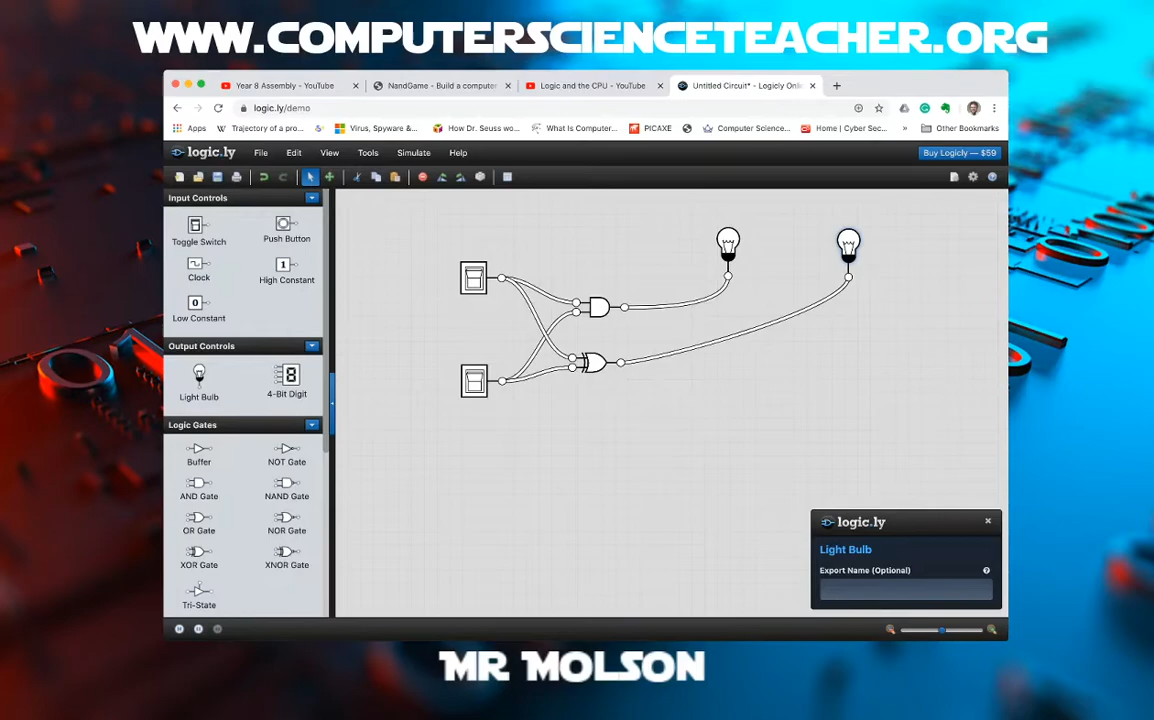 WWW.COMPUTERSCIENCETEACHER.ORG
Year 8 Assembly - YouTube
NandGame - Build a computer
Logic and the CPU - YouTube
Untitled Circuit* - Logicly Onli
logic.ly/demo
Apps
Trajectory of a pro...
Virus, Spyware &...
How Dr. Seuss wo...
What Is Computer...
PICAXE
Computer Science...
Home | Cyber Sec...
»
Other Bookmarks
logic.ly
File
Edit
View
Tools
Simulate
Help
Buy Logicly — $59
Input Controls
Toggle Switch
Push Button
Clock
1
High Constant
0
Low Constant
Output Controls
Light Bulb
8
4-Bit Digit
Logic Gates
Buffer
NOT Gate
AND Gate
NAND Gate
OR Gate
NOR Gate
XOR Gate
XNOR Gate
Tri-State
logic.ly
Light Bulb
Export Name (Optional)
MR MOLSON